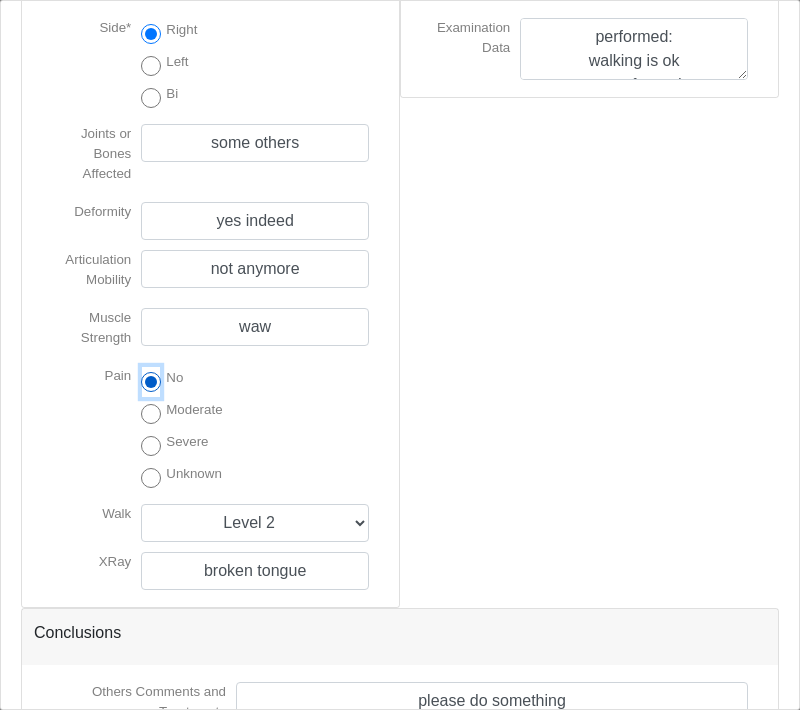 Side*
Right
Left
Bi
Joints or
Bones
Affected
some others
Deformity
yes indeed
Articulation
Mobility
not anymore
Muscle
Strength
waw
Pain
No
Moderate
Severe
Unknown
Walk
Level 2
XRay
broken tongue
Examination
Data
performed:
walking is ok
Conclusions
Others Comments and
please do something